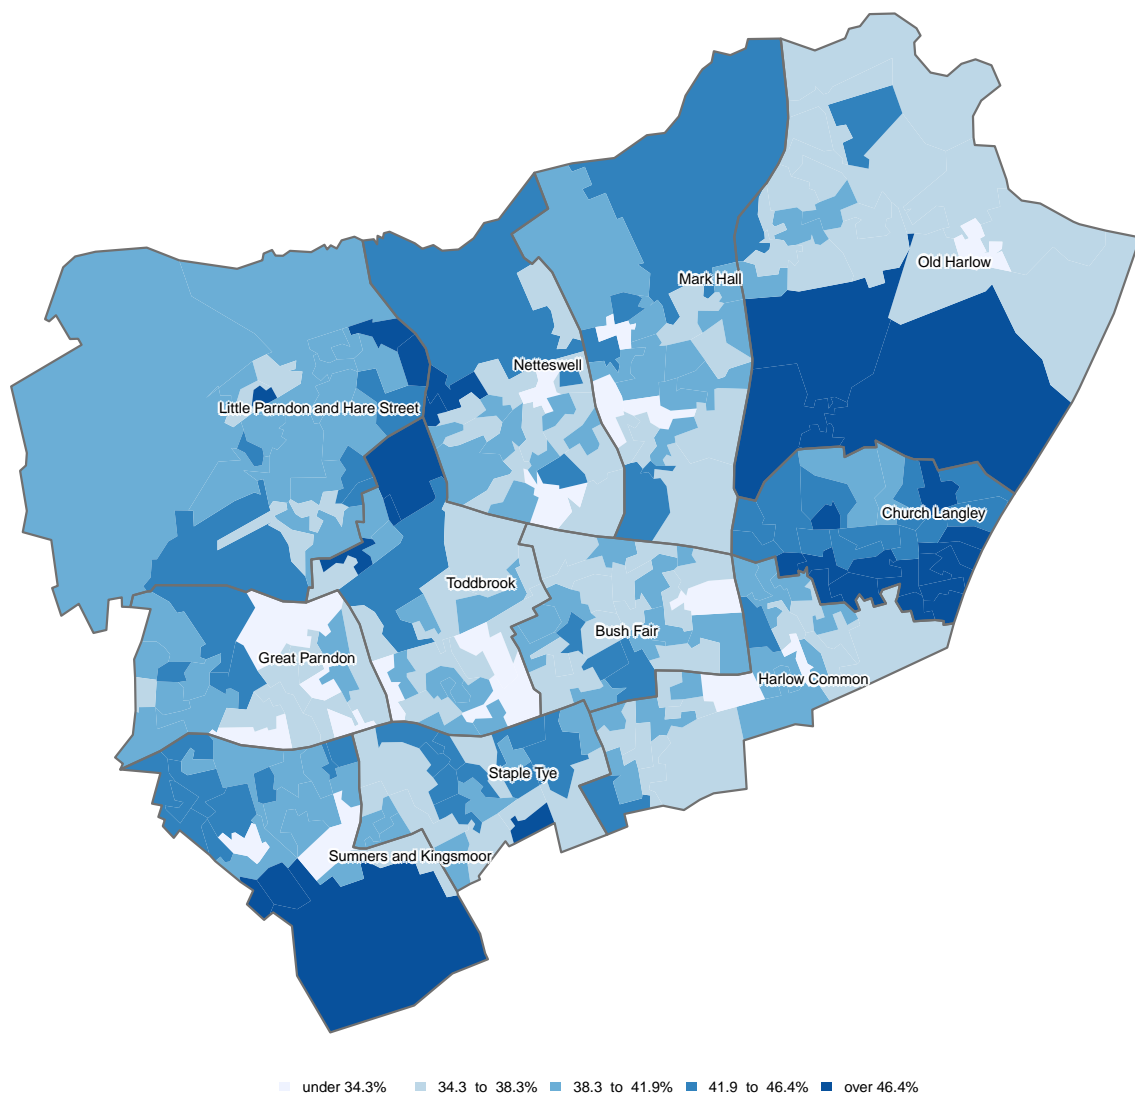 Old Harlow
Mark Hall
Netteswell
Little Parndon and Hare Street
Church Langley
Toddbrook
Bush Fair
Great Parndon
Harlow Common
Staple Tye
Sumners and Kingsmoor
under 34.3% 34.3 to 38.3% 38.3 to 41.9% 41.9 to 46.4% over 46.4%